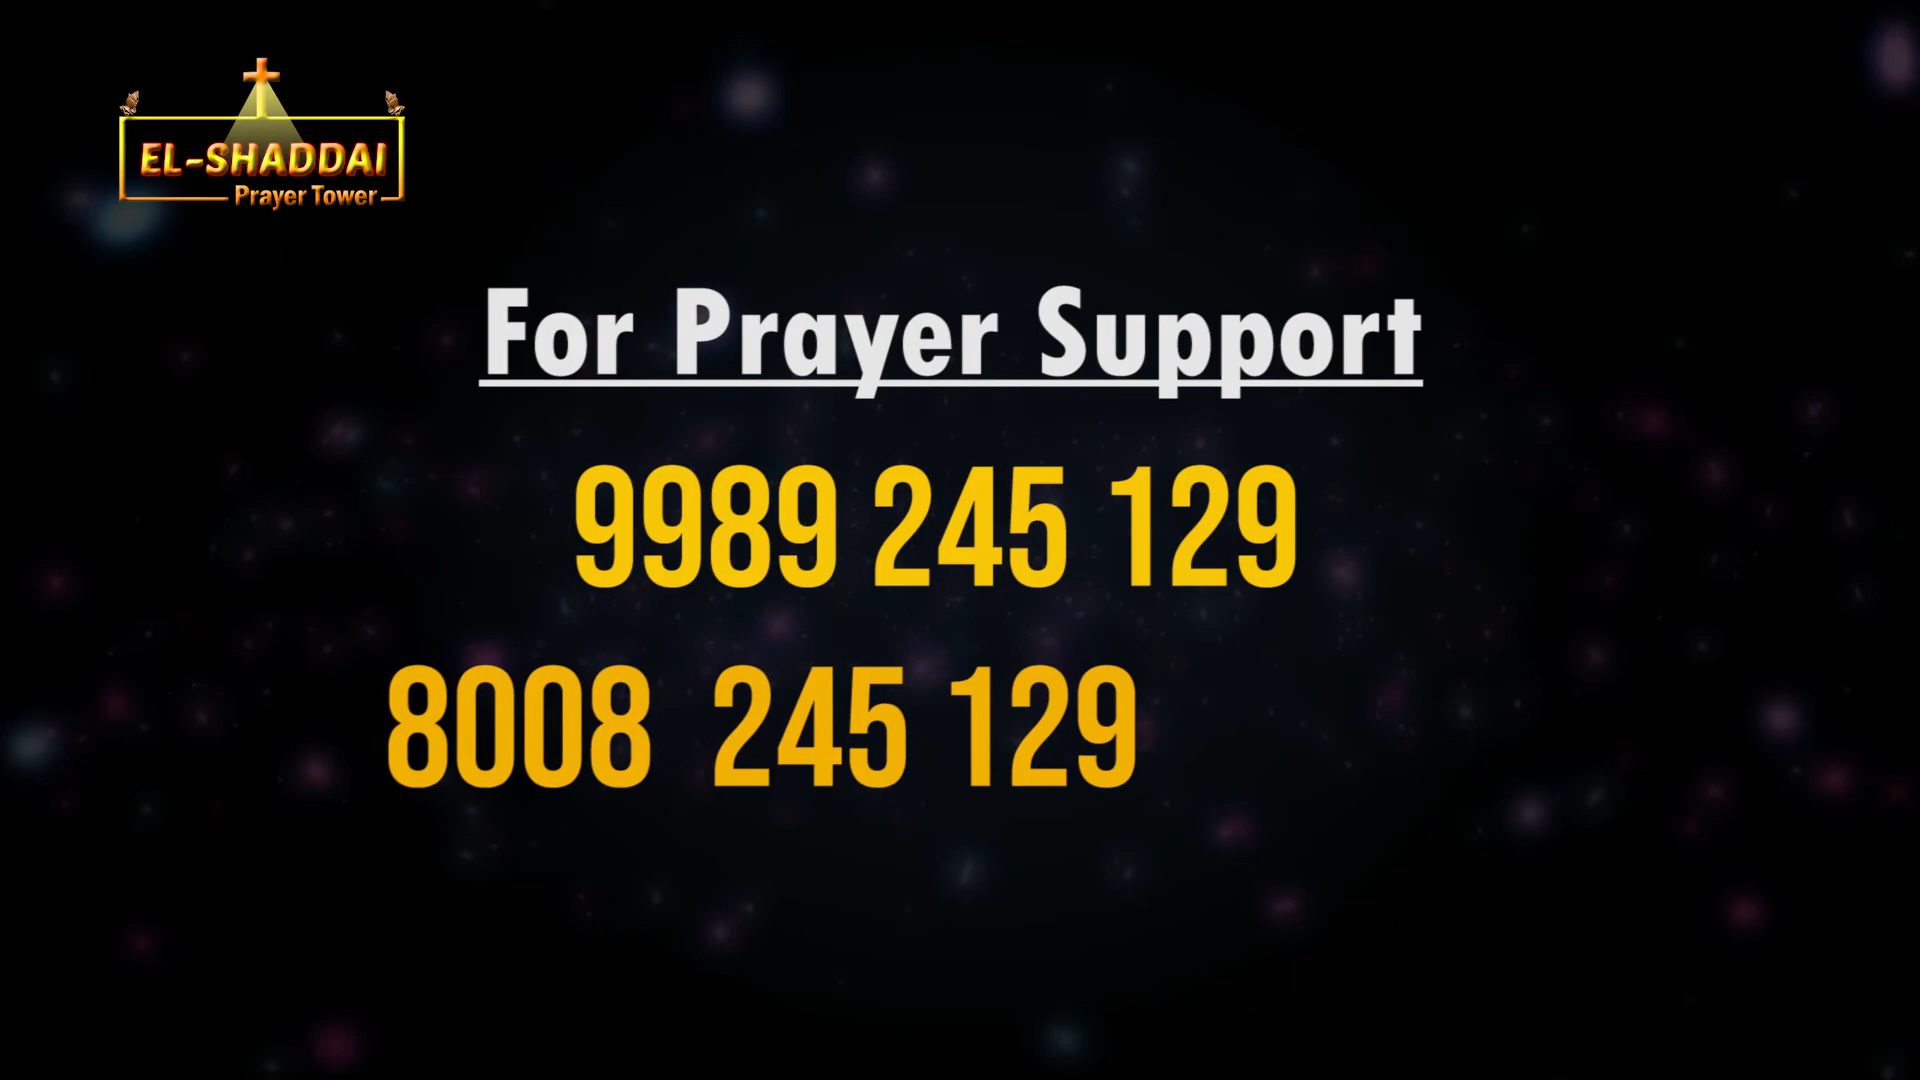 EL-SHADDAI
Prayer Tower
For Prayer Support
9989 245 129
8008 245 129